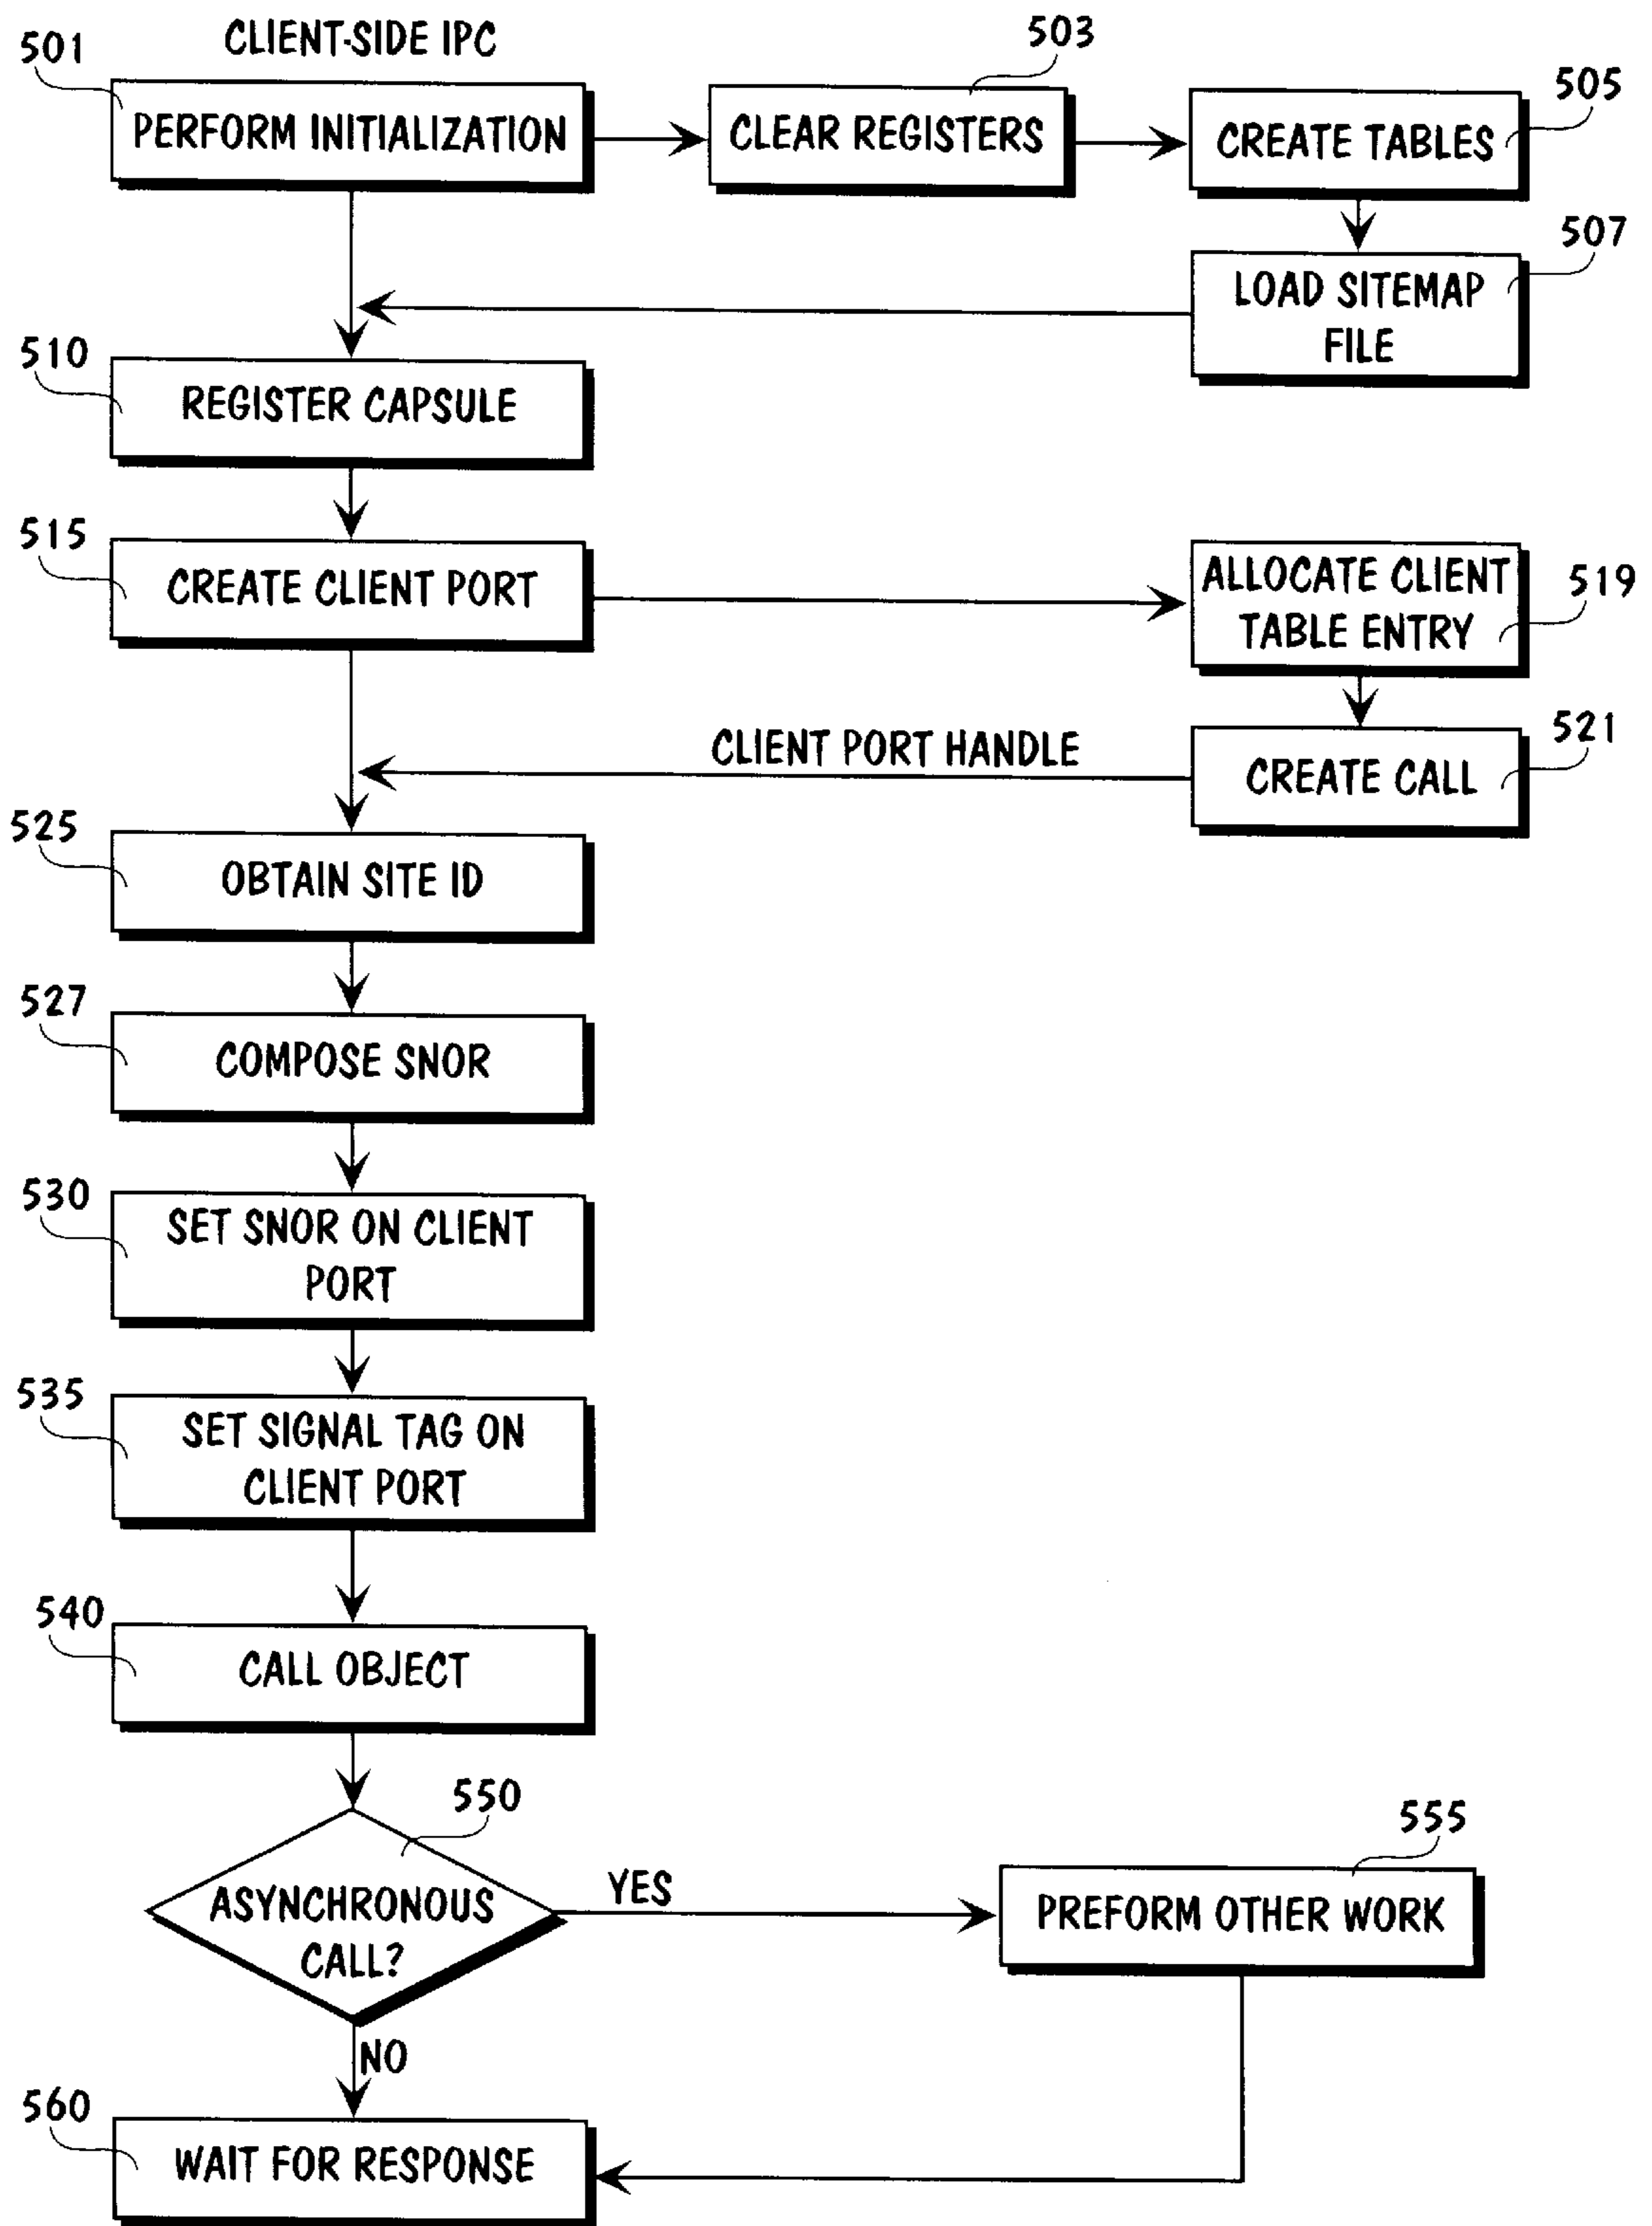 CLIENT-SIDE IPC
501
PERFORM INITIALIZATION
503
CLEAR REGISTERS
505
CREATE TABLES
507
LOAD SITEMAP
FILE
510
REGISTER CAPSULE
515
CREATE CLIENT PORT
ALLOCATE CLIENT
TABLE ENTRY
519
CLIENT PORT HANDLE
521
CREATE CALL
525
OBTAIN SITE ID
527
COMPOSE SNOR
530
SET SNOR ON CLIENT
PORT
535
SET SIGNAL TAG ON
CLIENT PORT
540
CALL OBJECT
550
ASYNCHRONOUS
CALL?
YES
555
PREFORM OTHER WORK
NO
560
WAIT FOR RESPONSE